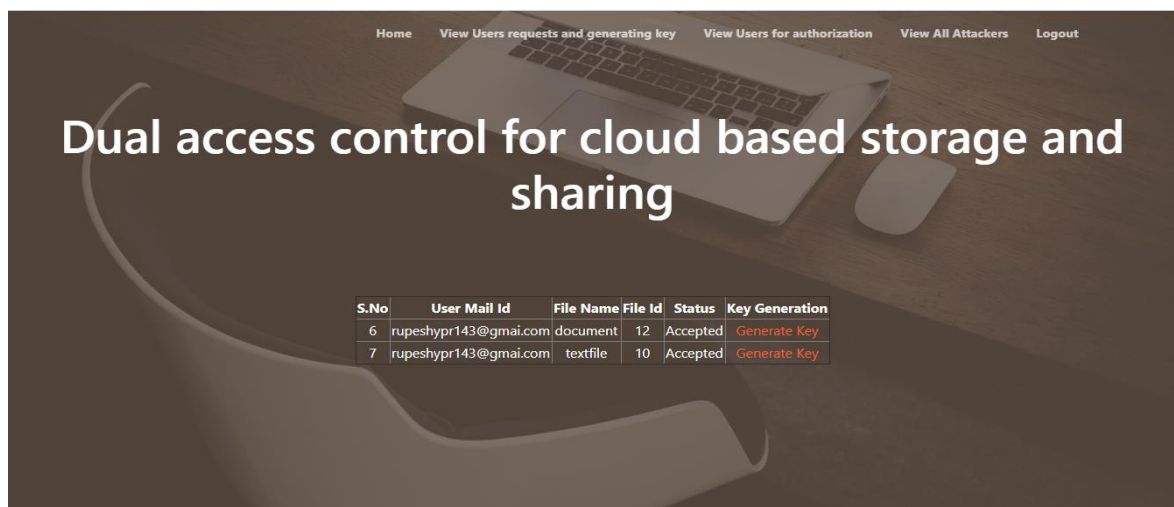 Home View Users requests and generating key View Users for authorization View All Attackers Logout
Dual access control for cloud based storage and
sharing
S.No User Mail Id File Name File Id Status Key Generation
6 rupeshypr143@gmai.com document 12 Accepted Generate Key
7 rupeshypr143@gmai.com textfile 10 Accepted Generate Key